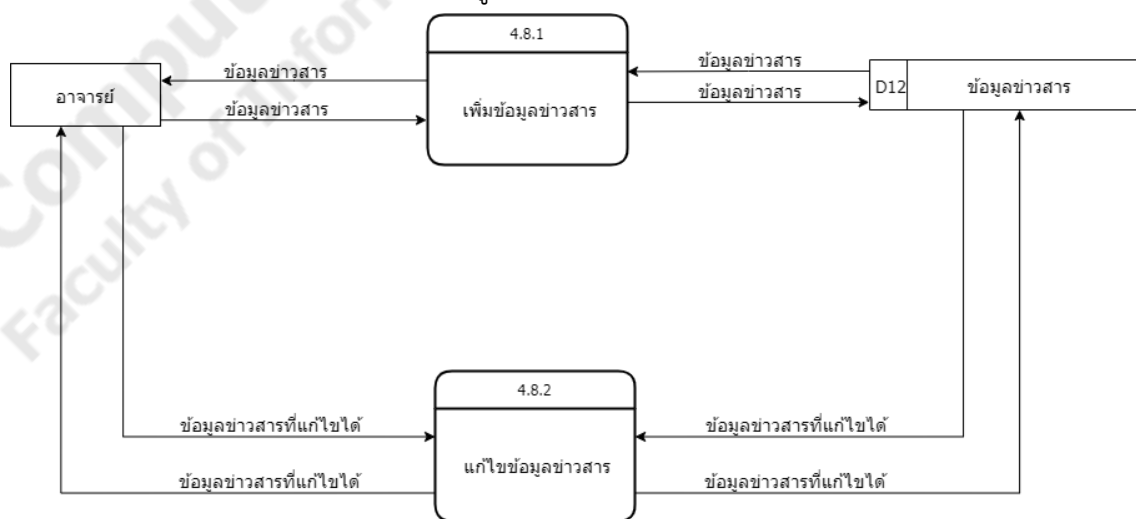 4.8.1
ข้อมูลข่าวสาร
ข้อมูลข่าวสาร
อาจารย์
D12
ข้อมูลข่าวสาร
ข้อมูลข่าวสาร
ข้อมูลข่าวสาร
เพิ่มข้อมูลข่าวสาร
4.8.2
ข้อมูลข่าวสารที่แก้ไขได้
ข้อมูลข่าวสารที่แก้ไขได้
แก้ไขข้อมูลข่าวสาร
ข้อมูลข่าวสารที่แก้ไขได้
ข้อมูลข่าวสารที่แก้ไขได้
Comput
Faculty of Inform